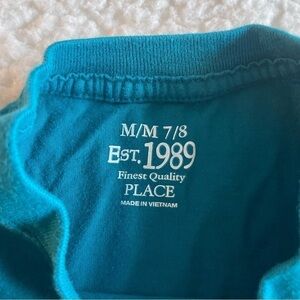 M/M 7/8
EST. 1989
Finest Quality
PLACE
MADE IN VIETNAM